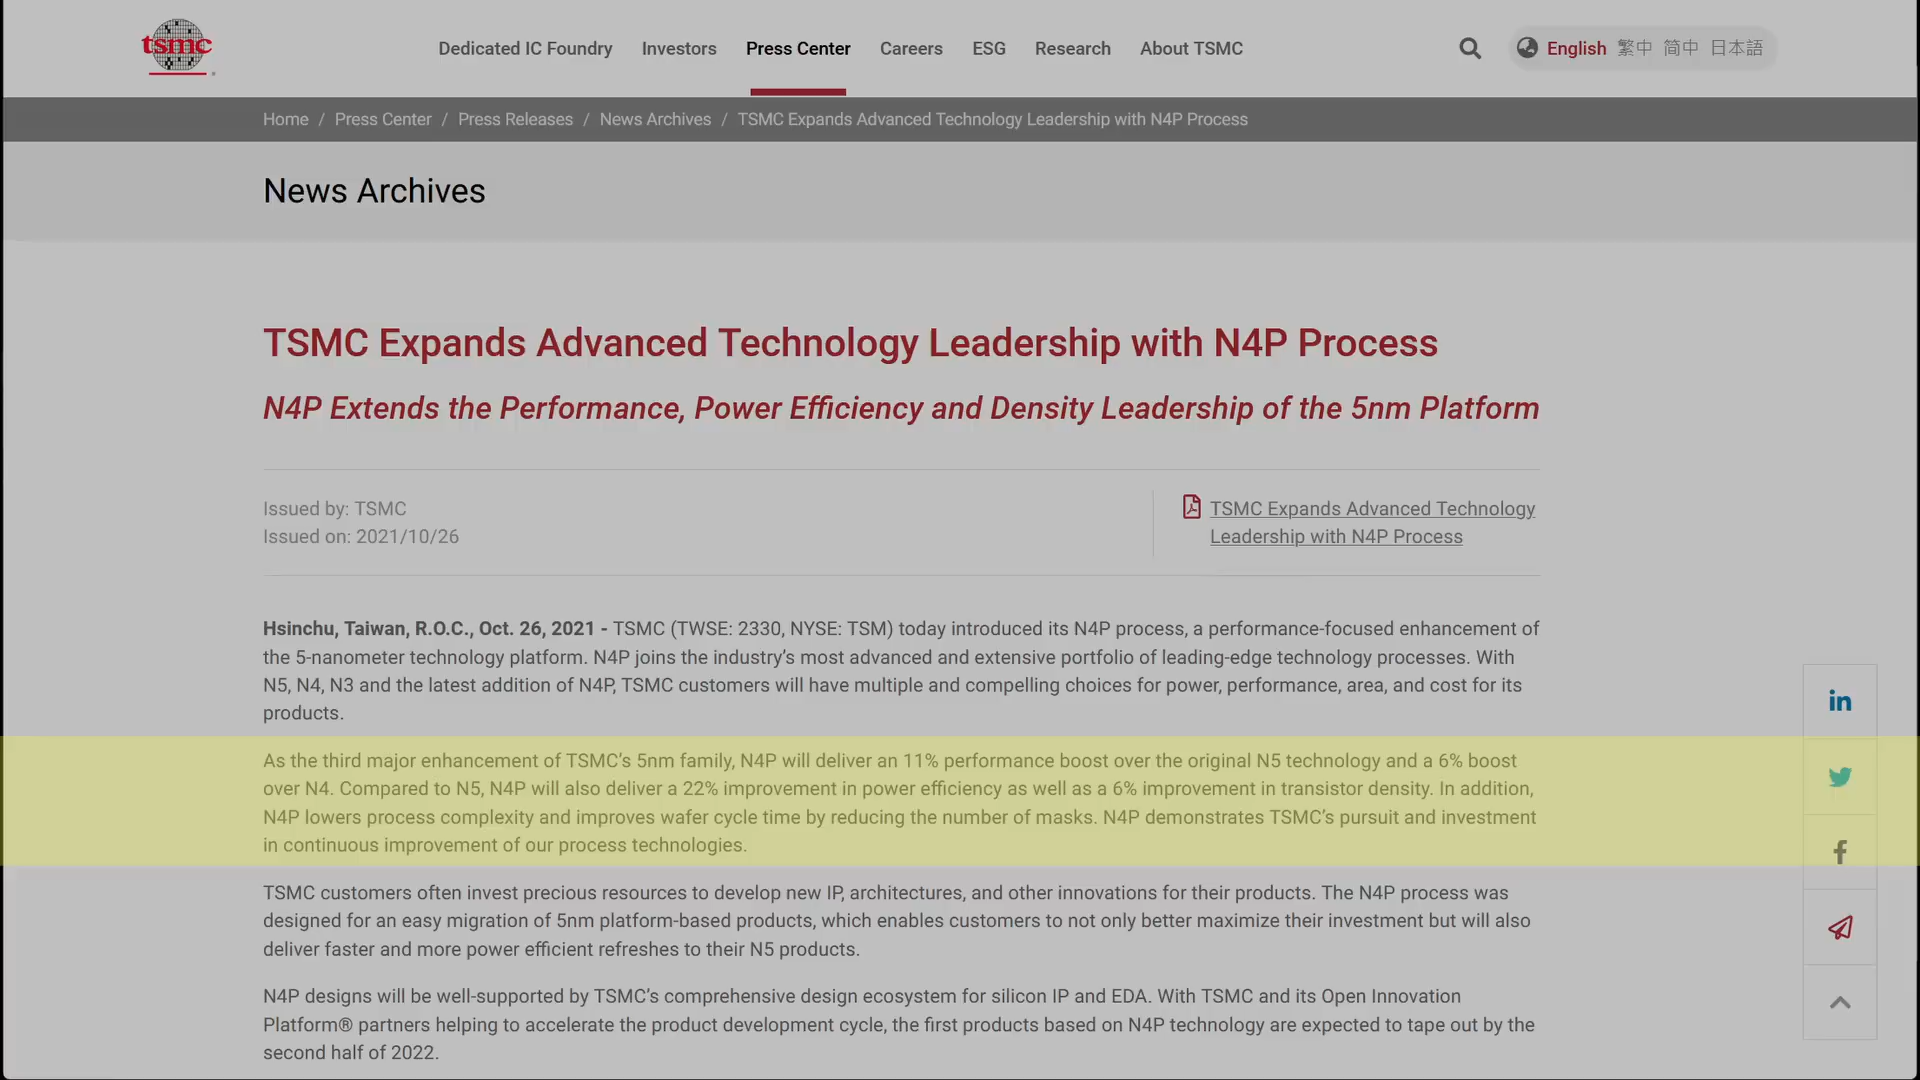 tsmc
Dedicated IC Foundry Investors Press Center Careers ESG Research About TSMC English 繁中 简中 日本語
Home / Press Center / Press Releases / News Archives / TSMC Expands Advanced Technology Leadership with N4P Process
News Archives
TSMC Expands Advanced Technology Leadership with N4P Process
N4P Extends the Performance, Power Efficiency and Density Leadership of the 5nm Platform
Issued by: TSMC
Issued on: 2021/10/26
TSMC Expands Advanced Technology
Leadership with N4P Process
Hsinchu, Taiwan, R.O.C., Oct. 26, 2021 - TSMC (TWSE: 2330, NYSE: TSM) today introduced its N4P process, a performance-focused enhancement of
the 5-nanometer technology platform. N4P joins the industry’s most advanced and extensive portfolio of leading-edge technology processes. With
N5, N4, N3 and the latest addition of N4P, TSMC customers will have multiple and compelling choices for power, performance, area, and cost for its
products.
As the third major enhancement of TSMC’s 5nm family, N4P will deliver an 11% performance boost over the original N5 technology and a 6% boost
over N4. Compared to N5, N4P will also deliver a 22% improvement in power efficiency as well as a 6% improvement in transistor density. In addition,
N4P lowers process complexity and improves wafer cycle time by reducing the number of masks. N4P demonstrates TSMC’s pursuit and investment
in continuous improvement of our process technologies.
TSMC customers often invest precious resources to develop new IP, architectures, and other innovations for their products. The N4P process was
designed for an easy migration of 5nm platform-based products, which enables customers to not only better maximize their investment but will also
deliver faster and more power efficient refreshes to their N5 products.
N4P designs will be well-supported by TSMC’s comprehensive design ecosystem for silicon IP and EDA. With TSMC and its Open Innovation
Platform® partners helping to accelerate the product development cycle, the first products based on N4P technology are expected to tape out by the
second half of 2022.